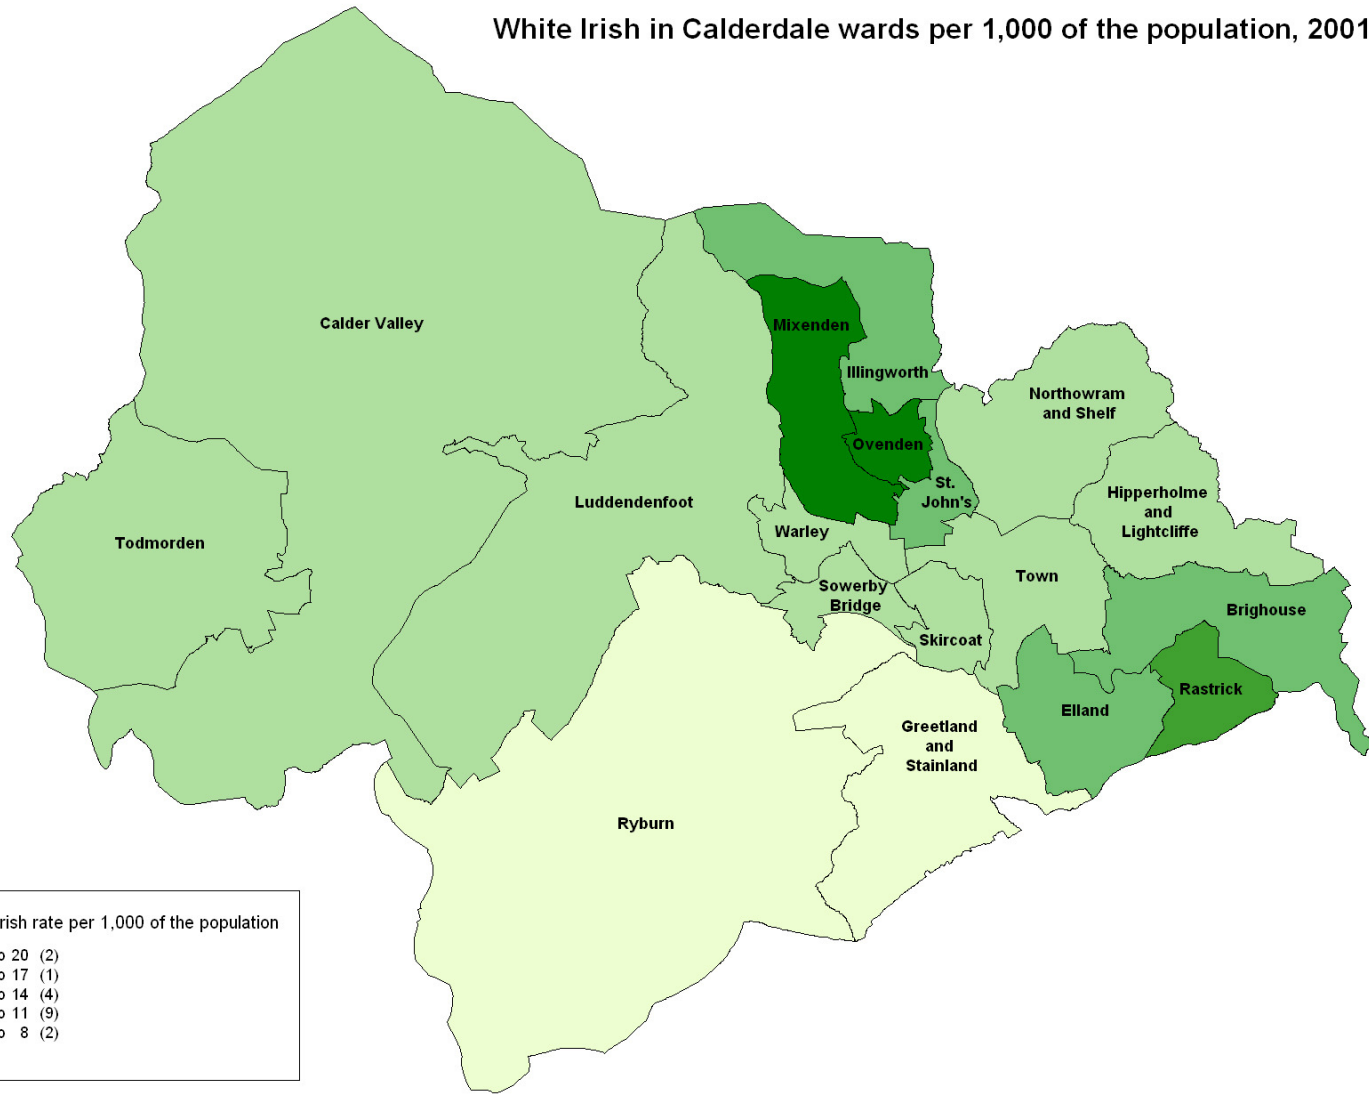 White Irish in Calderdale wards per 1,000 of the population, 2001
Calder Valley
Mixenden
Illingworth
Northowram
and Shelf
Ovenden
St.
John's
Hipperholme
and
Lightcliffe
Luddendenfoot
Todmorden
Warley
Town
Sowerby
Bridge
Brighouse
Skircoat
Rastrick
Elland
Greetland
and
Stainland
Ryburn
rish rate per 1,000 of the population
o 20 (2)
o 17 (1)
o 14 (4)
o 11 (9)
o 8 (2)